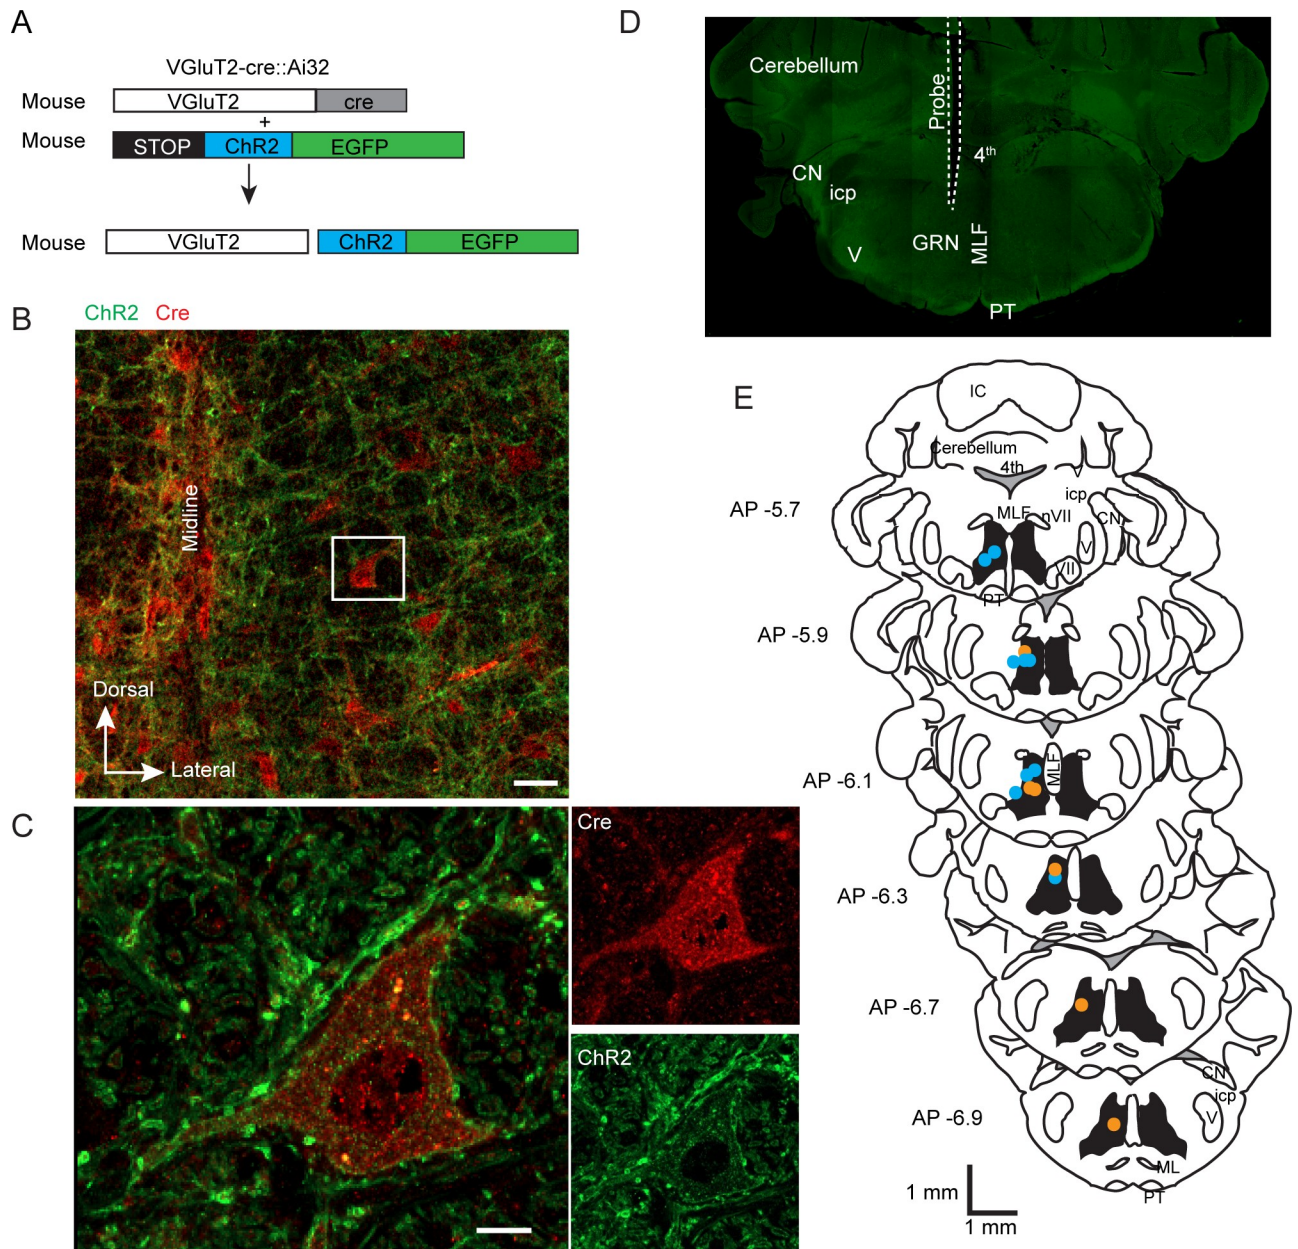 A
VGluT2-cre::Ai32
Mouse
VGluT2
cre
+
Mouse
STOP
ChR2
EGFP
Mouse
VGluT2
ChR2
EGFP
B
ChR2 Cre
Midline
Dorsal
Lateral
C
Cre
ChR2
D
Cerebellum
Probe
4th
CN
icp
GRN
MLF
V
PT
E
IC
Cerebellum
4th
V
icp
AP -5.7
MLF
nVII
CN
V
VII
PT
AP -5.9
AP -6.1
MLF
AP -6.3
AP -6.7
CN
icp
AP -6.9
V
ML
PT
1 mm
1 mm